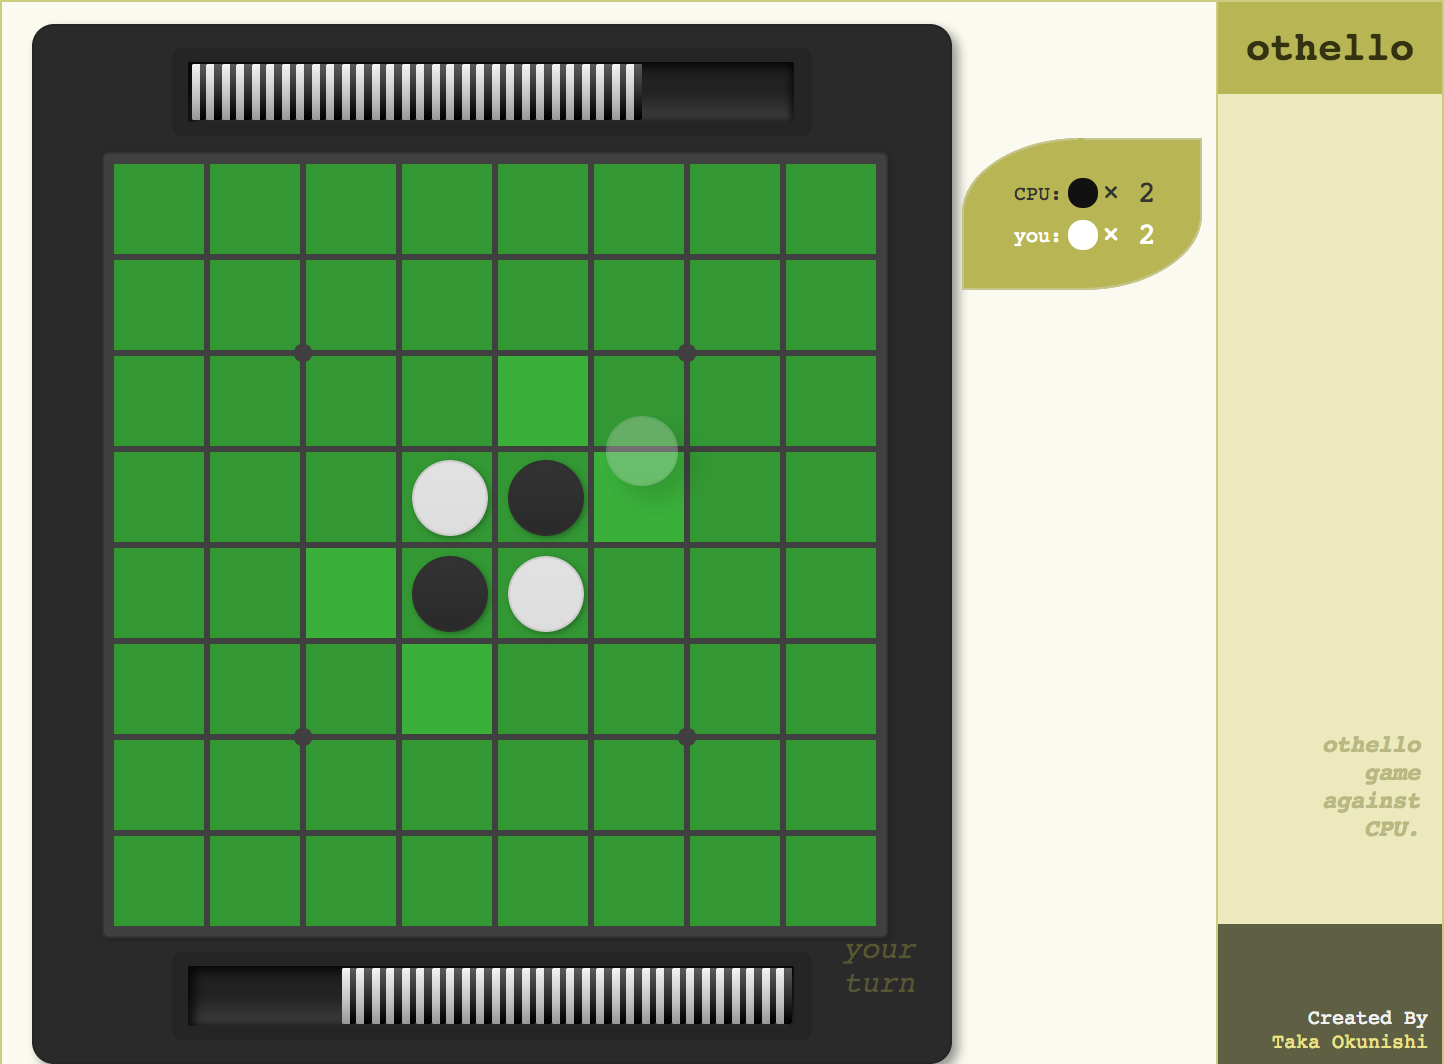 othello
CPU: × 2
you: × 2
othello
game
against
CPU.
your
turn
Created By
Taka Okunishi